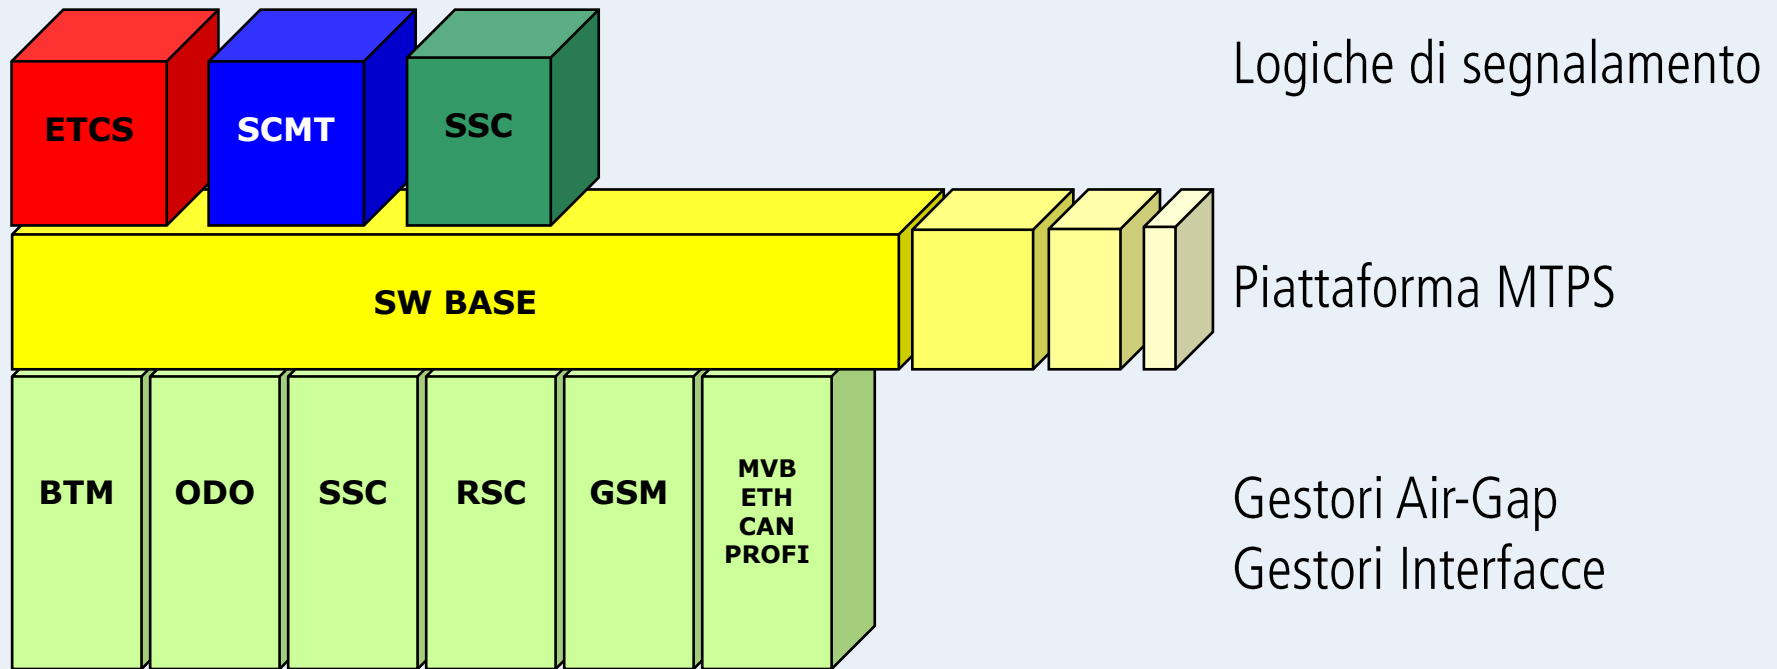 ETCS
SCMT
SSC
Logiche di segnalamento
SW BASE
Piattaforma MTPS
BTM
ODO
SSC
RSC
GSM
MVB
ETH
CAN
PROFI
Gestori Air-Gap
Gestori Interfacce